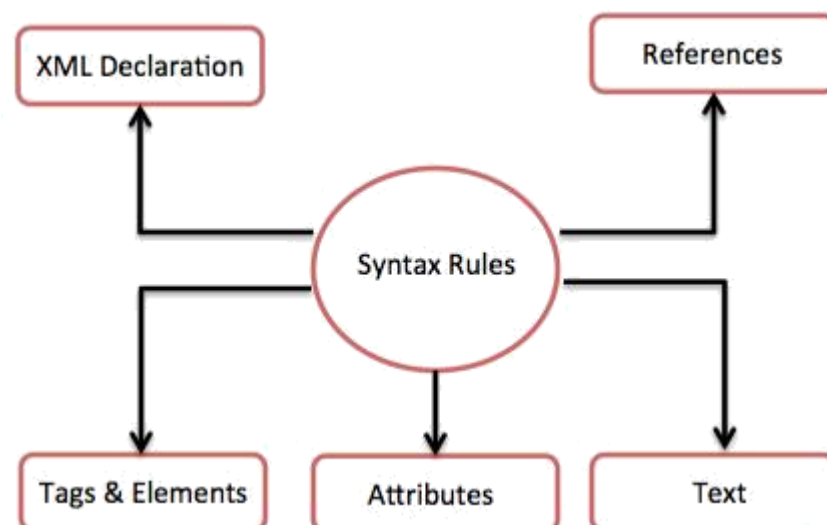 XML Declaration
References
Syntax Rules
Tags & Elements
Attributes
Text